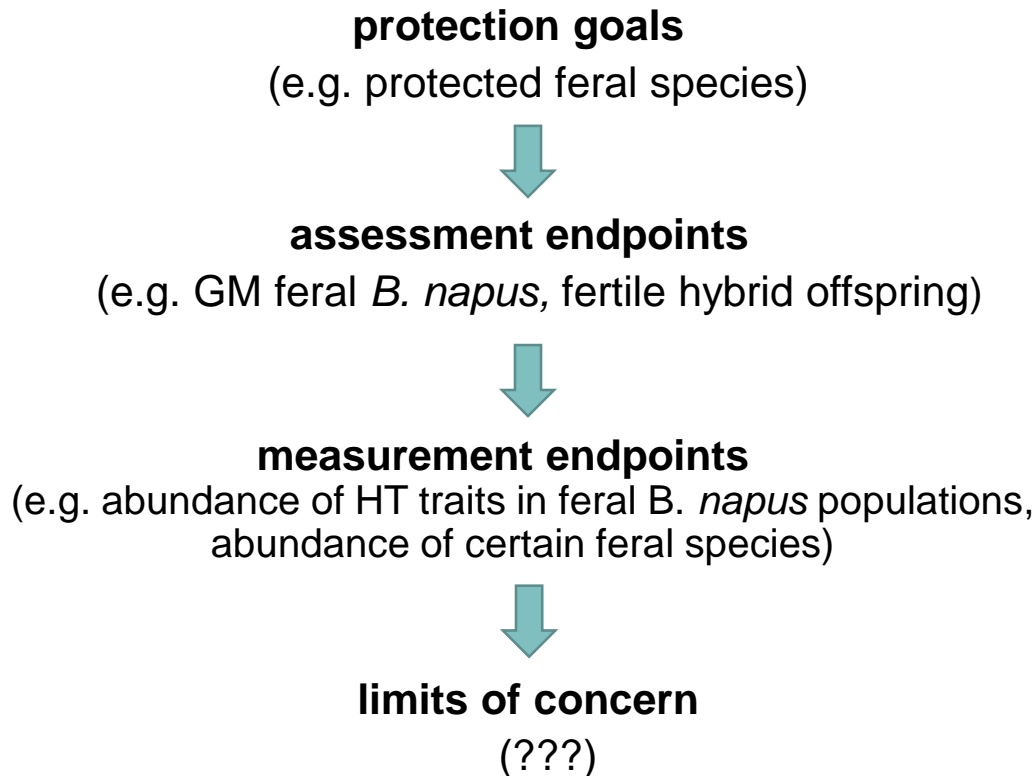 protection goals
(e.g. protected feral species)
assessment endpoints
(e.g. GM feral B. napus, fertile hybrid offspring)
measurement endpoints
(e.g. abundance of HT traits in feral B. napus populations,
abundance of certain feral species)
limits of concern
(???)